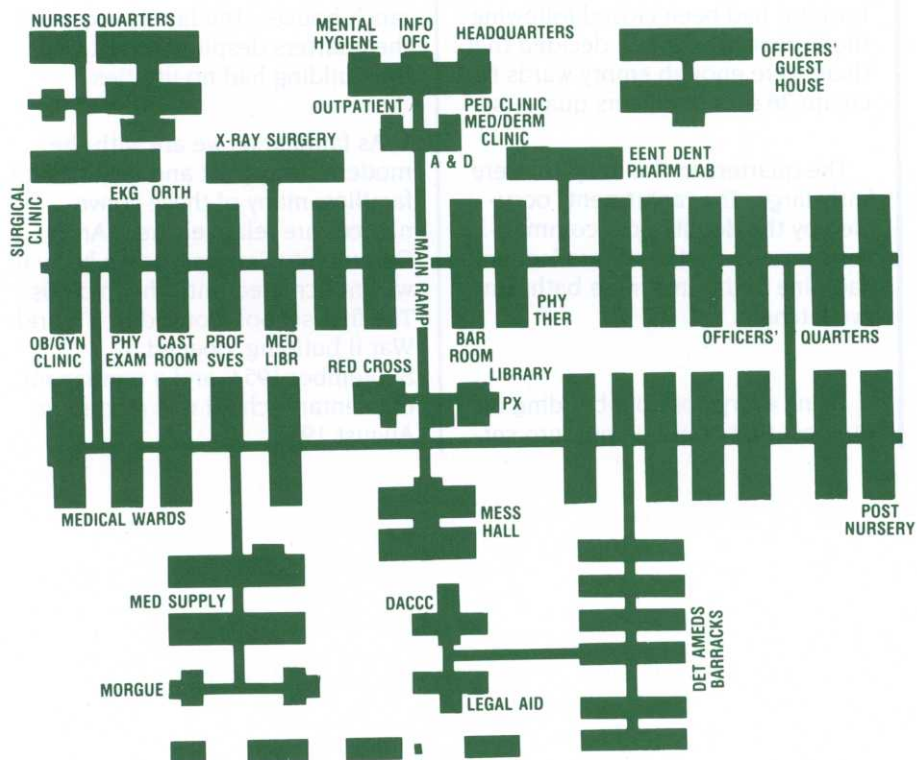 NURSES QUARTERS
MENTAL
HYGIENE
INFO
OFC
HEADQUARTERS
OFFICERS'
GUEST
HOUSE
OUTPATIENT
PED CLINIC
MED/DERM
CLINIC
X-RAY SURGERY
A & D
EENT DENT
PHARM LAB
SURGICAL
CLINIC
EKG ORTH
MAIN RAMP
PHY
THER
OB/GYN
CLINIC
PHY
EXAM
CAST
ROOM
PROF
SVES
MED
LIBR
BAR
ROOM
OFFICERS' QUARTERS
RED CROSS
LIBRARY
PX
MEDICAL WARDS
MESS
HALL
POST
NURSERY
MED SUPPLY
DACCC
DET AMEDS
BARRACKS
MORGUE
LEGAL AID